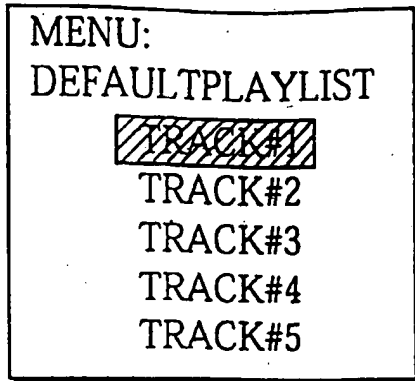 MENU:
DEFAULTPLAYLIST
TRACK#1
TRACK#2
TRACK#3
TRACK#4
TRACK#5